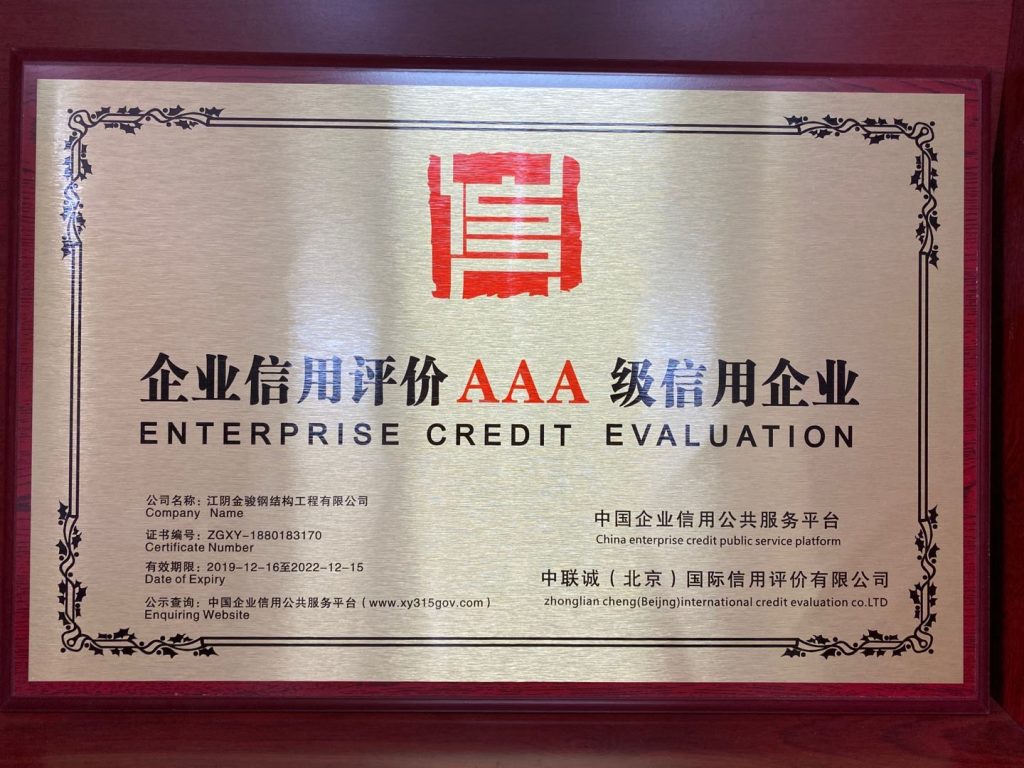 信
企业信用评价AAA级信用企业
ENTERPRISE CREDIT EVALUATION
公司名称：江阴金骏钢结构工程有限公司
Company Name
证书编号：ZGXY-1880183170
Certificate Number
有效期限：2019-12-16至2022-12-15
Date of Expiry
公示查询：中国企业信用公共服务平台（www.xy315gov.com）
Enquiring Website
中国企业信用公共服务平台
China enterprise credit public service platform
中联诚（北京）国际信用评价有限公司
zhonglian cheng(Beijng)international credit evaluation co.LTD